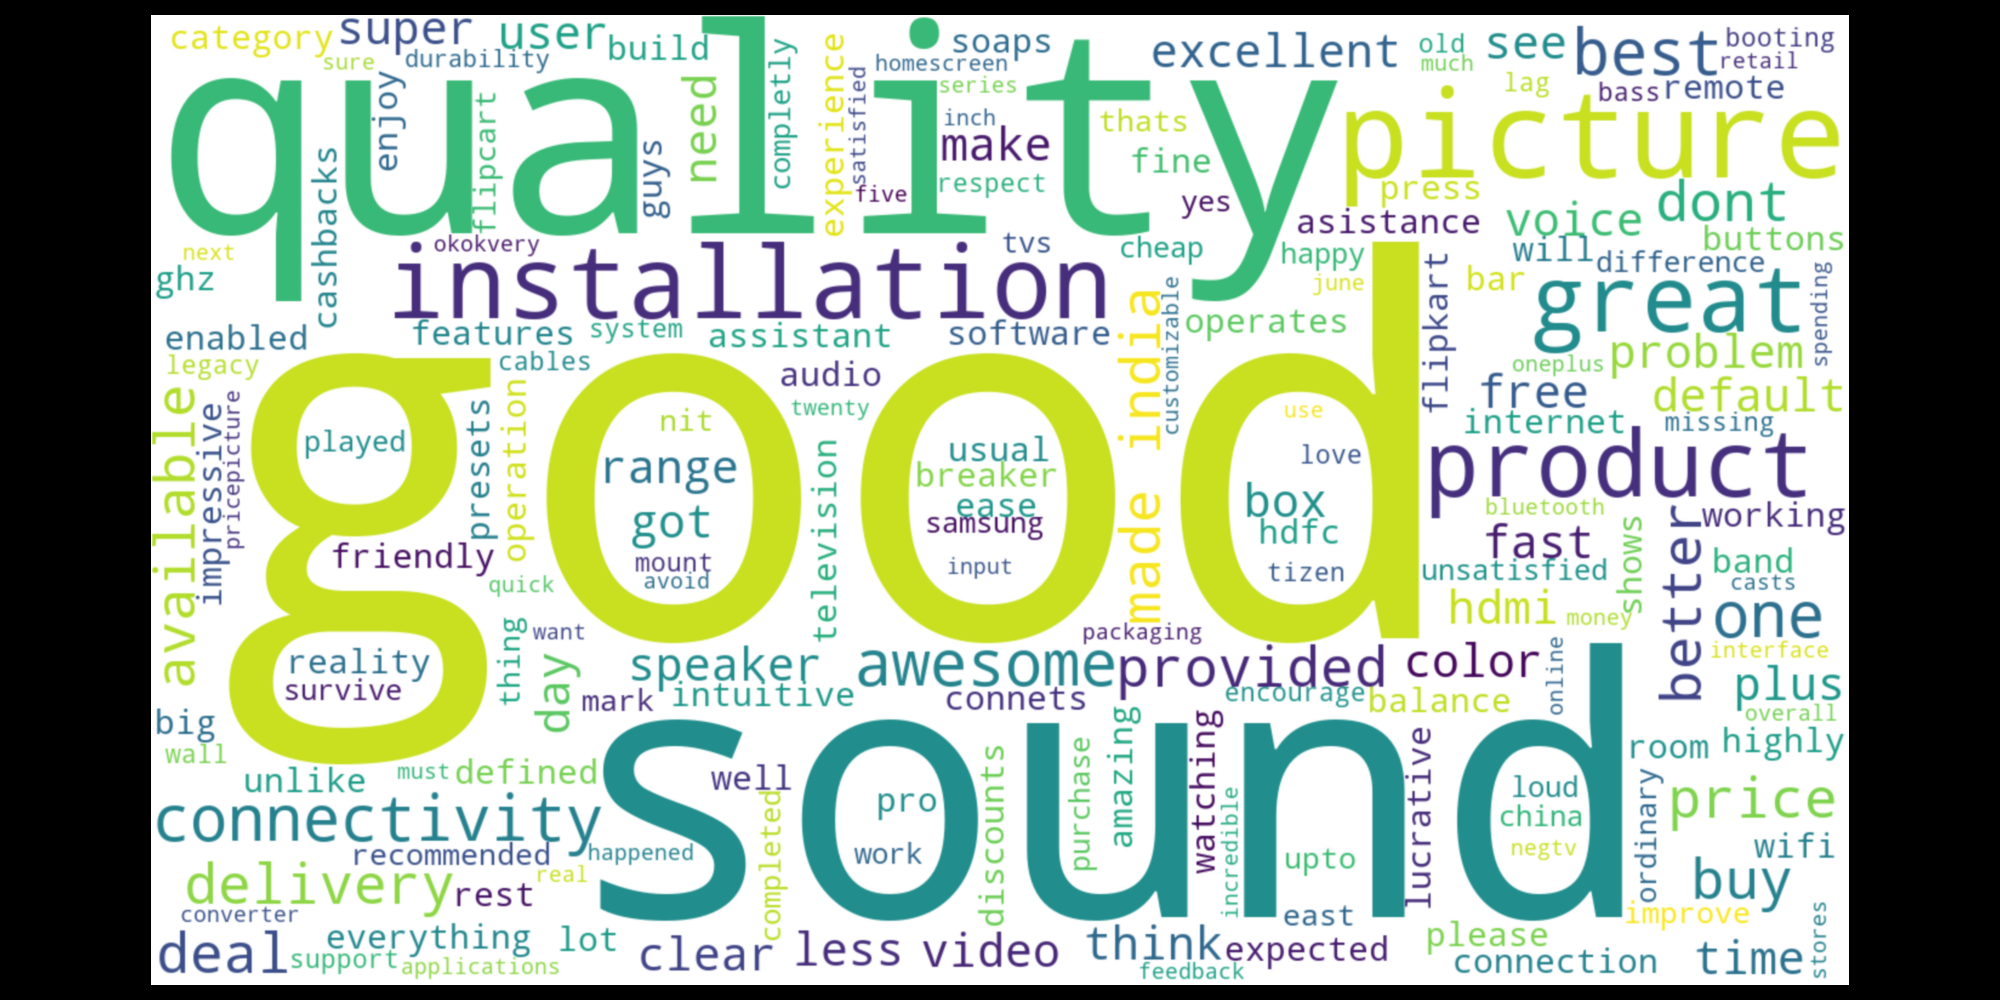 category
super
user
build
sure
durability
completly
experience
soaps
homescreen
series
satisfied
excellent
old
much
see
best
booting
retail
lag
bass
remote
quality
enjoy
flipcart
guys
need
inch
make
respect
five
thats
fine
yes
picture
press
asistance
voice
dont
buttons
cashbacks
next
ghz
okokvery
installation
tvs
cheap
happy
june
will
difference
bar
great
spending
enabled
features
system
assistant
software
made india
customizable
operates
flipkart
oneplus
problem
legacy
cables
audio
twenty
free
default
internet
missing
available
impressive
pricepicture
good
played
presets
operation
nit
range
got
mount
avoid
television
usual
breaker
ease
samsung
input
use
love
box
hdfc
tizen
product
bluetooth
working
fast
shows
better
band
casts
unsatisfied
hdmi
money
one
friendly
quick
want
thing
day
packaging
reality
survive
speaker
awesome
provided
color
online
interface
mark
intuitive
connets
encourage
balance
plus
overall
big
wall
unlike
must
defined
sound
well
pro
work
completed
discounts
purchase
amazing
watching
incredible
upto
east
lucrative
loud
china
negtv
ordinary
room
highly
price
connectivity
recommended
happened
real
wifi
delivery
rest
converter
buy
improve
deal
everything
support
applications
lot
clear
less
video
think
expected
feedback
please
connection
time
stores